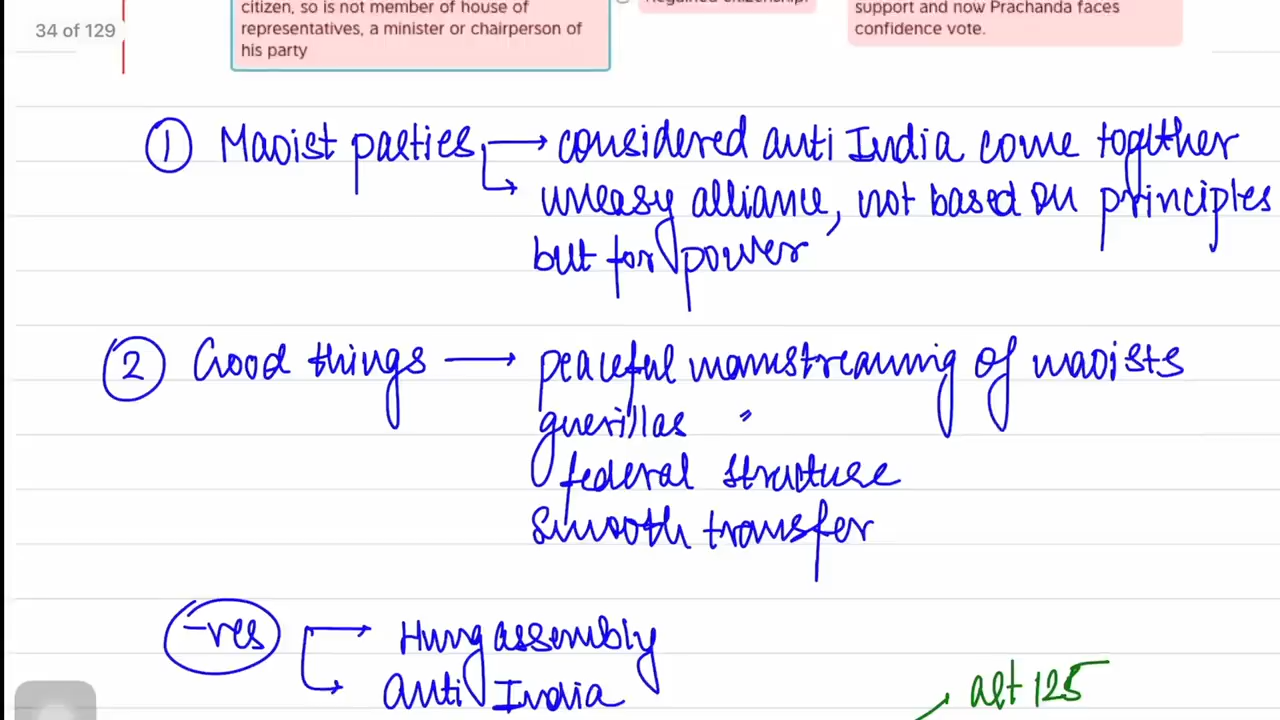 citizen, so is not member of house of
representatives, a minister or chairperson of
his party
Regained citizenship.
support and now Prachanda faces
confidence vote.
34 of 129
① Maoist parties → considered anti India come together
→ uneasy alliance, not based on principles
but for power
② Good things → peaceful mainstreaming of maoists
guerillas "
federal structure
smooth transfer
-ves → Hung assembly
→ anti India
art 125